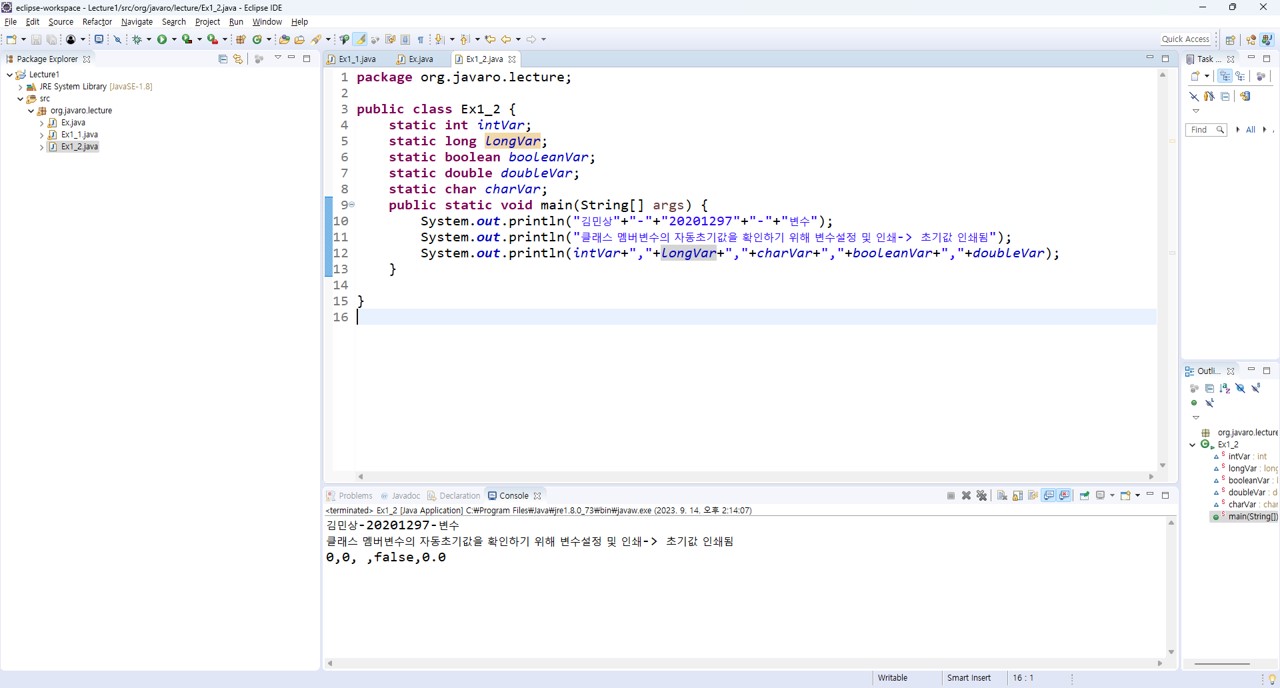 eclipse-workspace - Lecture1/src/org/javaro/lecture/Ex1_2.java - Eclipse IDE
File Edit Source Refactor Navigate Search Project Run Window Help
Quick Access
Package Explorer
Lecture1
JRE System Library [JavaSE-1.8]
src
org.javaro.lecture
Ex.java
Ex1_1.java
Ex1_2.java
Ex1_1.java Ex.java Ex1_2.java
1 package org.javaro.lecture;
2
3 public class Ex1_2 {
4 static int intVar;
5 static long longVar;
6 static boolean booleanVar;
7 static double doubleVar;
8 static char charVar;
9 public static void main(String[] args) {
10 System.out.println("김민상"+"-"+"20201297"+"-"+"변수");
11 System.out.println("클래스 멤버변수의 자동초기값을 확인하기 위해 변수설정 및 인쇄-> 초기값 인쇄됨");
12 System.out.println(intVar+","+longVar+","+charVar+","+booleanVar+","+doubleVar);
13 }
14
15 }
16
Problems Javadoc Declaration Console
<terminated> Ex1_2 [Java Application] C:₩Program Files₩Java₩jre1.8.0_73₩bin₩javaw.exe (2023. 9. 14. 오후 2:14:07)
김민상-20201297-변수
클래스 멤버변수의 자동초기값을 확인하기 위해 변수설정 및 인쇄-> 초기값 인쇄됨
0,0, ,false,0.0
Task...
Find All
Outli...
org.javaro.lecture
Ex1_2
intVar : int
longVar : long
booleanVar :
doubleVar : d
charVar : char
main(String[])
Writable Smart Insert 16 : 1